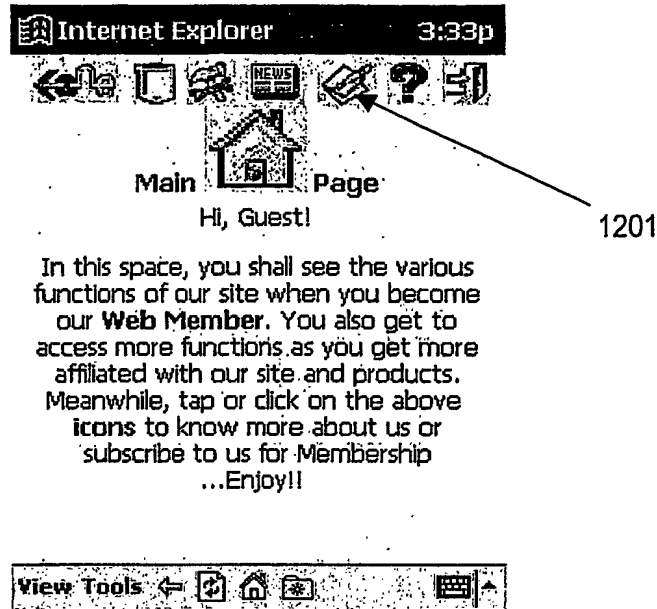 Internet Explorer 3:33p
NEWS
Main Page
Hi, Guest!
1201
In this space, you shall see the various
functions of our site when you become
our Web Member. You also get to
access more functions as you get more
affiliated with our site and products.
Meanwhile, tap or click on the above
icons to know more about us or
subscribe to us for Membership
...Enjoy!!
View Tools